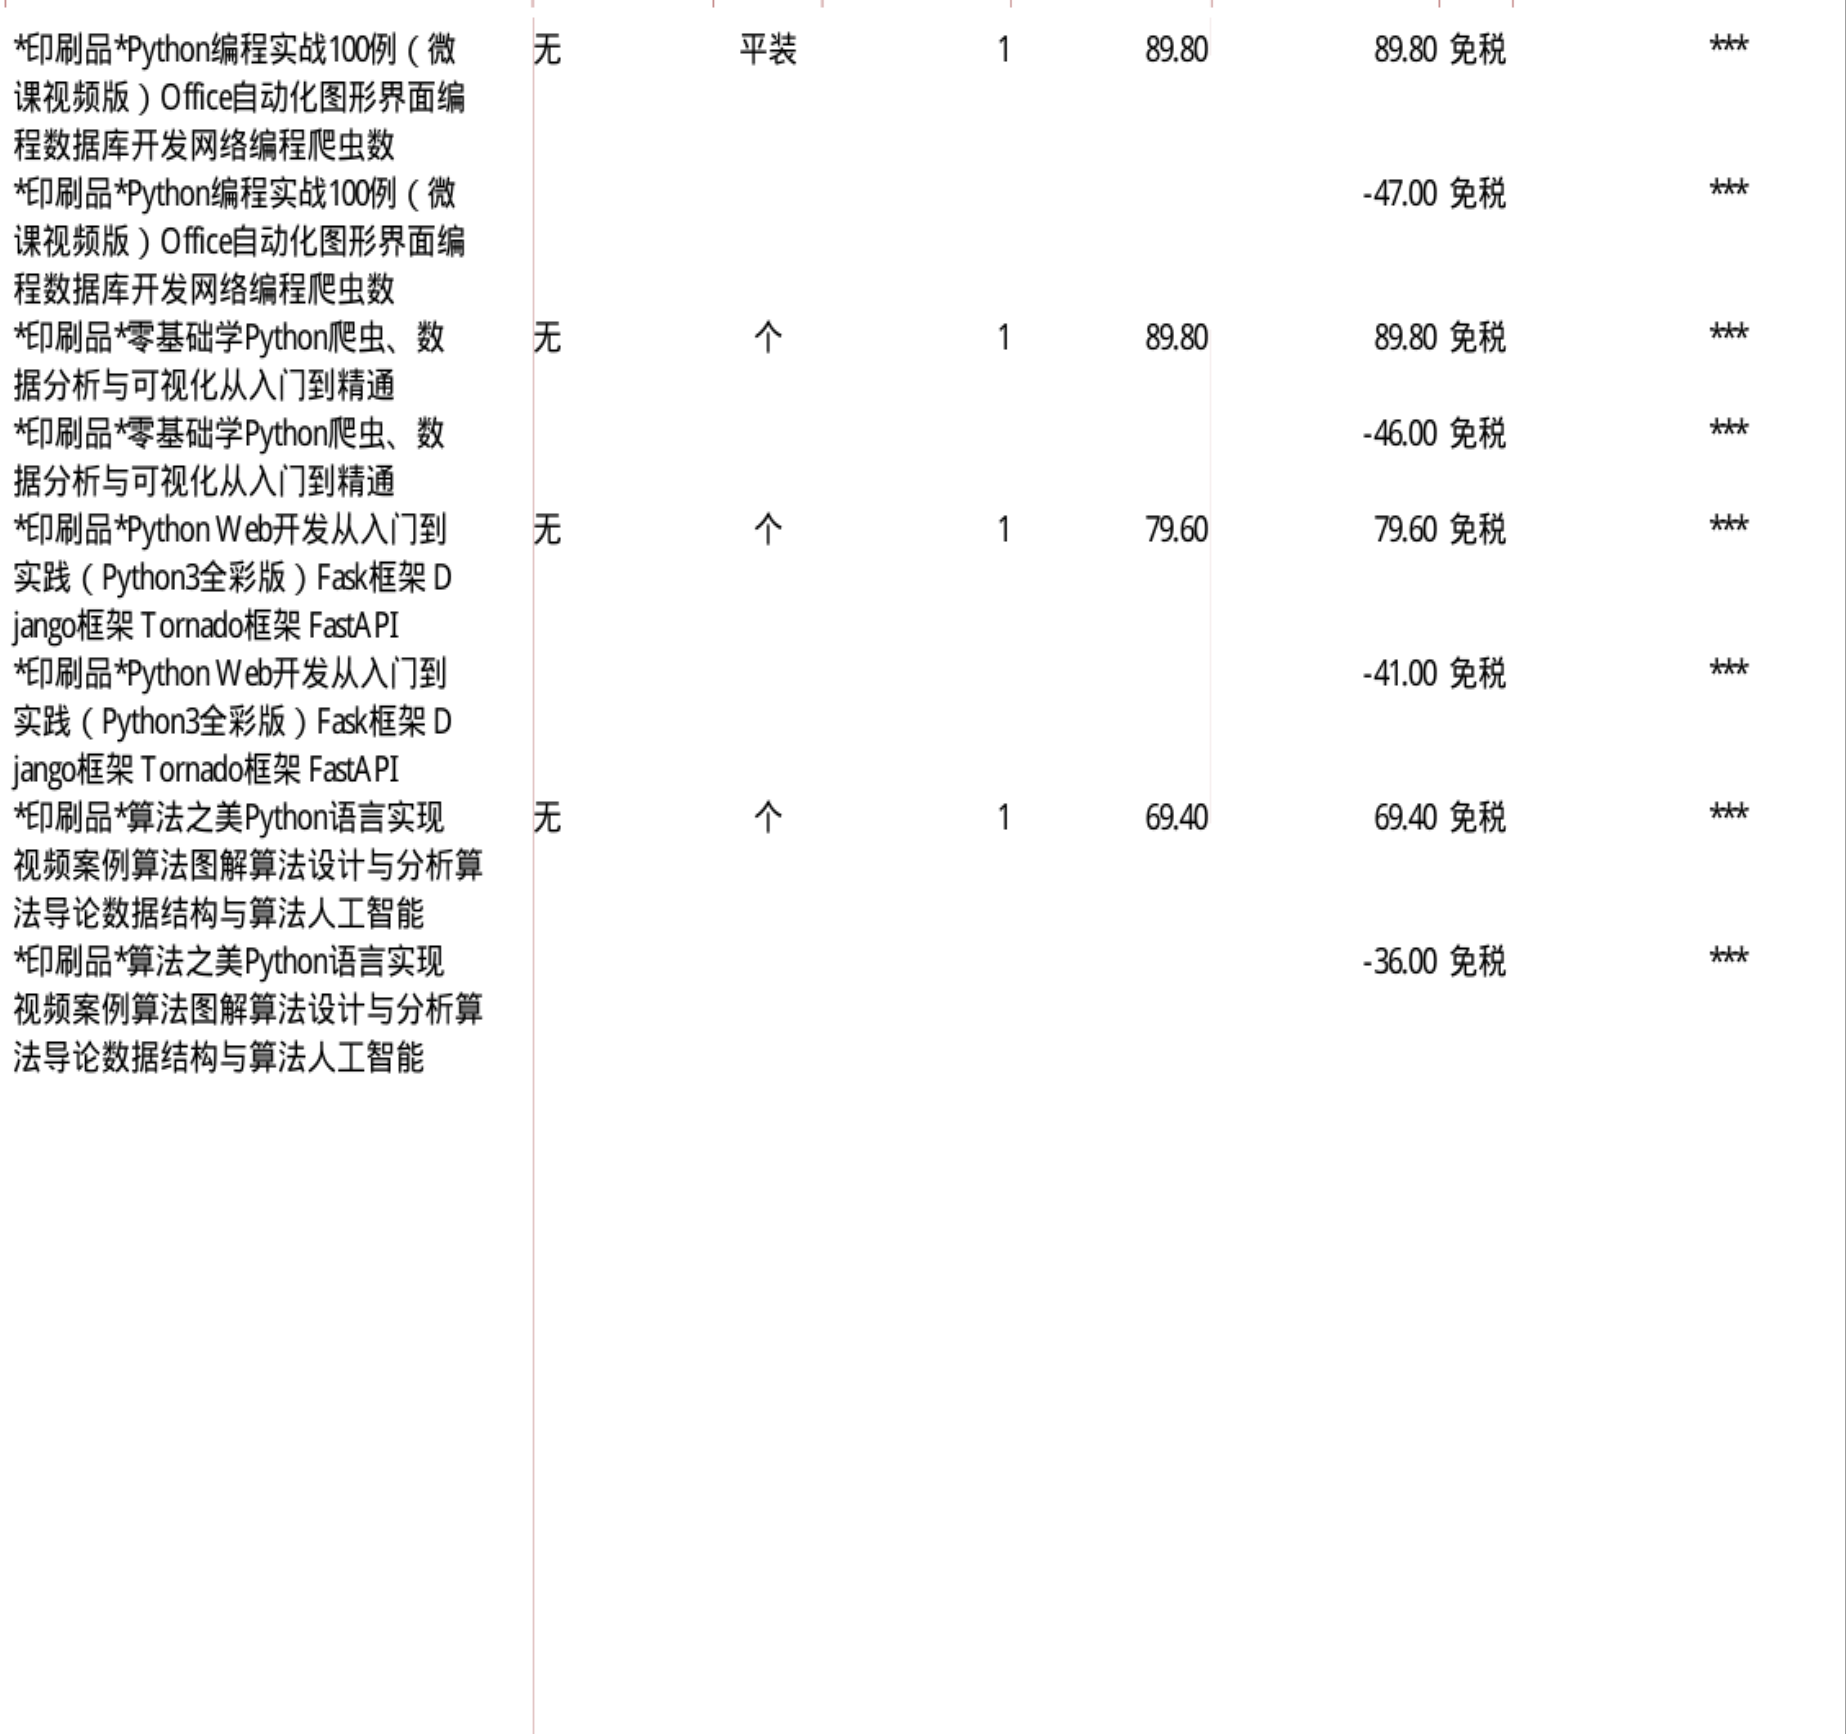 *印刷品*Python编程实战100例（微 无 平装 1 89.80 89.80 免税 ***
课视频版）Office自动化图形界面编
程数据库开发网络编程爬虫数
*印刷品*Python编程实战100例（微 -47.00 免税 ***
课视频版）Office自动化图形界面编
程数据库开发网络编程爬虫数
*印刷品*零基础学Python爬虫、数 无 个 1 89.80 89.80 免税 ***
据分析与可视化从入门到精通
*印刷品*零基础学Python爬虫、数 -46.00 免税 ***
据分析与可视化从入门到精通
*印刷品*Python Web开发从入门到 无 个 1 79.60 79.60 免税 ***
实践（Python3全彩版）Fask框架 D
jango框架 Tornado框架 FastAPI
*印刷品*Python Web开发从入门到 -41.00 免税 ***
实践（Python3全彩版）Fask框架 D
jango框架 Tornado框架 FastAPI
*印刷品*算法之美Python语言实现 无 个 1 69.40 69.40 免税 ***
视频案例算法图解算法设计与分析算
法导论数据结构与算法人工智能
*印刷品*算法之美Python语言实现 -36.00 免税 ***
视频案例算法图解算法设计与分析算
法导论数据结构与算法人工智能